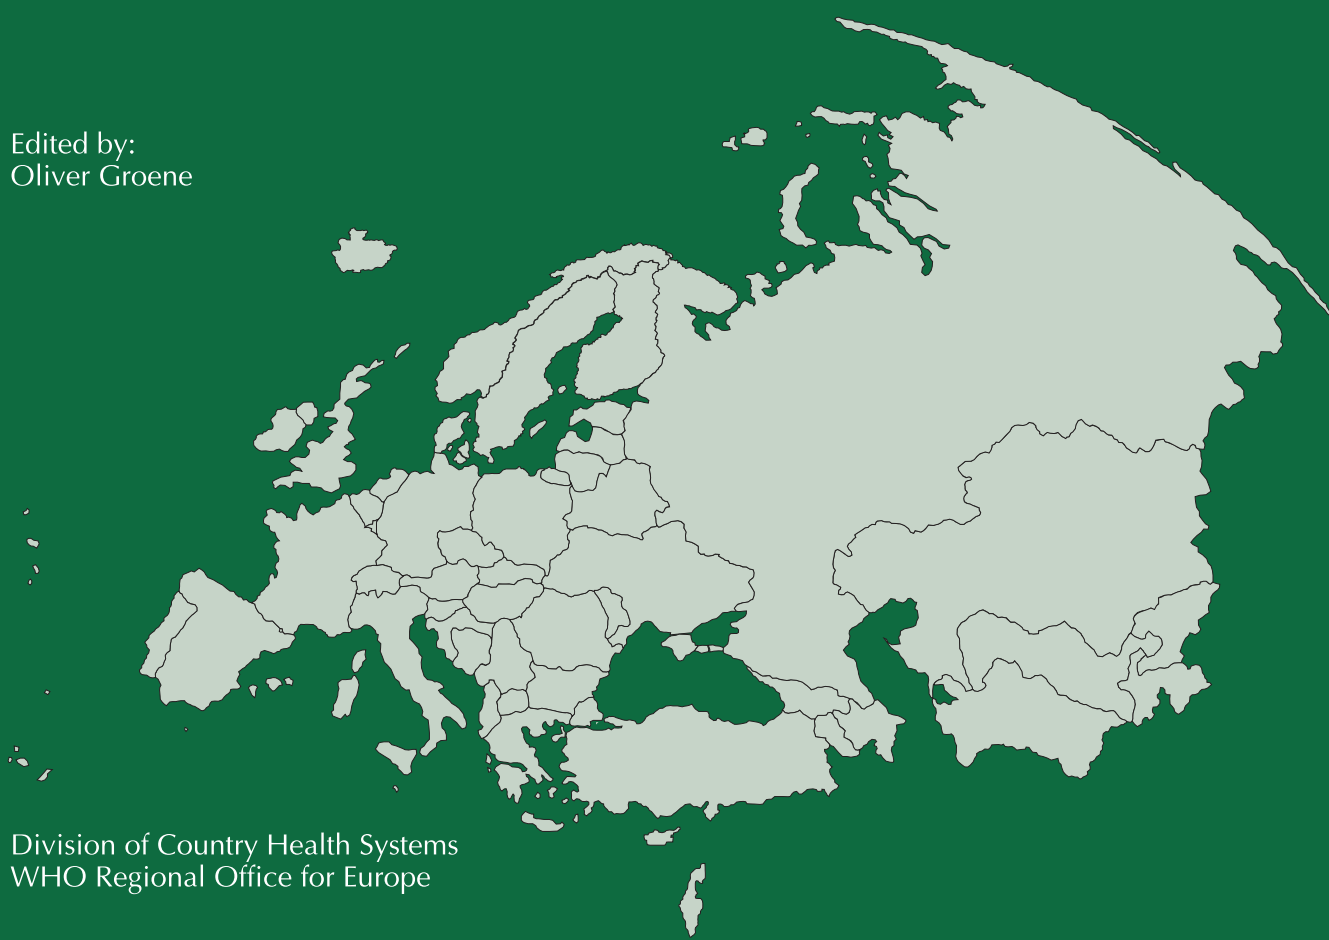 Edited by:
Oliver Groene
Division of Country Health Systems
WHO Regional Office for Europe